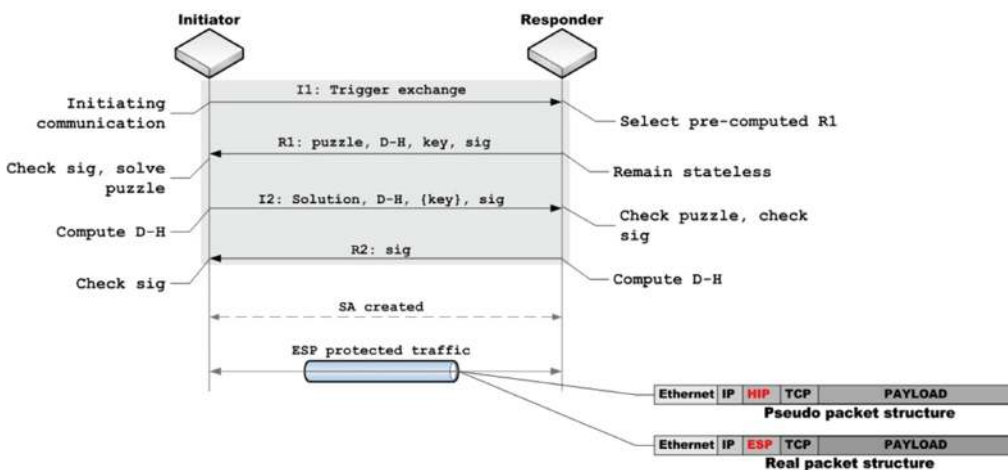 Initiator
Responder
I1: Trigger exchange
Initiating
communication
Select pre-computed R1
R1: puzzle, D-H, key, sig
Check sig, solve
puzzle
Remain stateless
I2: Solution, D-H, {key}, sig
Compute D-H
Check puzzle, check
sig
R2: sig
Check sig
Compute D-H
SA created
ESP protected traffic
Ethernet IP HIP TCP PAYLOAD
Pseudo packet structure
Ethernet IP ESP TCP PAYLOAD
Real packet structure